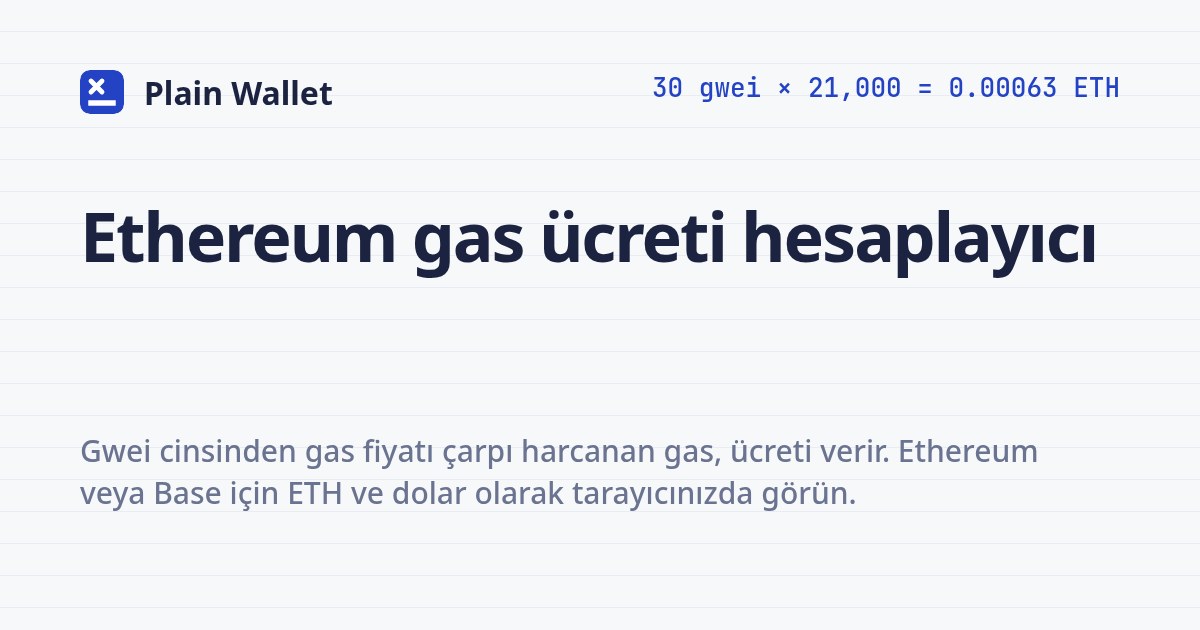 Plain Wallet
30 gwei × 21,000 = 0.00063 ETH
Ethereum gas ücreti hesaplayıcı
Gwei cinsinden gas fiyatı çarpı harcanan gas, ücreti verir. Ethereum
veya Base için ETH ve dolar olarak tarayıcınızda görün.